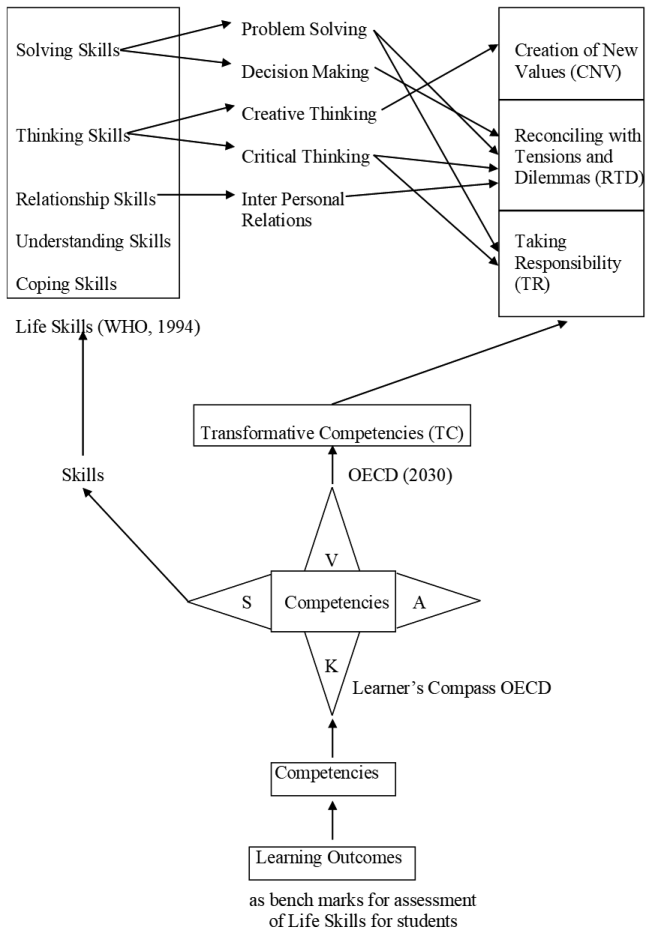 Solving Skills
Thinking Skills
Relationship Skills
Understanding Skills
Coping Skills
Life Skills (WHO, 1994)
Problem Solving
Decision Making
Creative Thinking
Critical Thinking
Inter Personal
Relations
Creation of New
Values (CNV)
Reconciling with
Tensions and
Dilemmas (RTD)
Taking
Responsibility
(TR)
Transformative Competencies (TC)
Skills
OECD (2030)
V
S
Competencies
A
K
Learner’s Compass OECD
Competencies
Learning Outcomes
as bench marks for assessment
of Life Skills for students